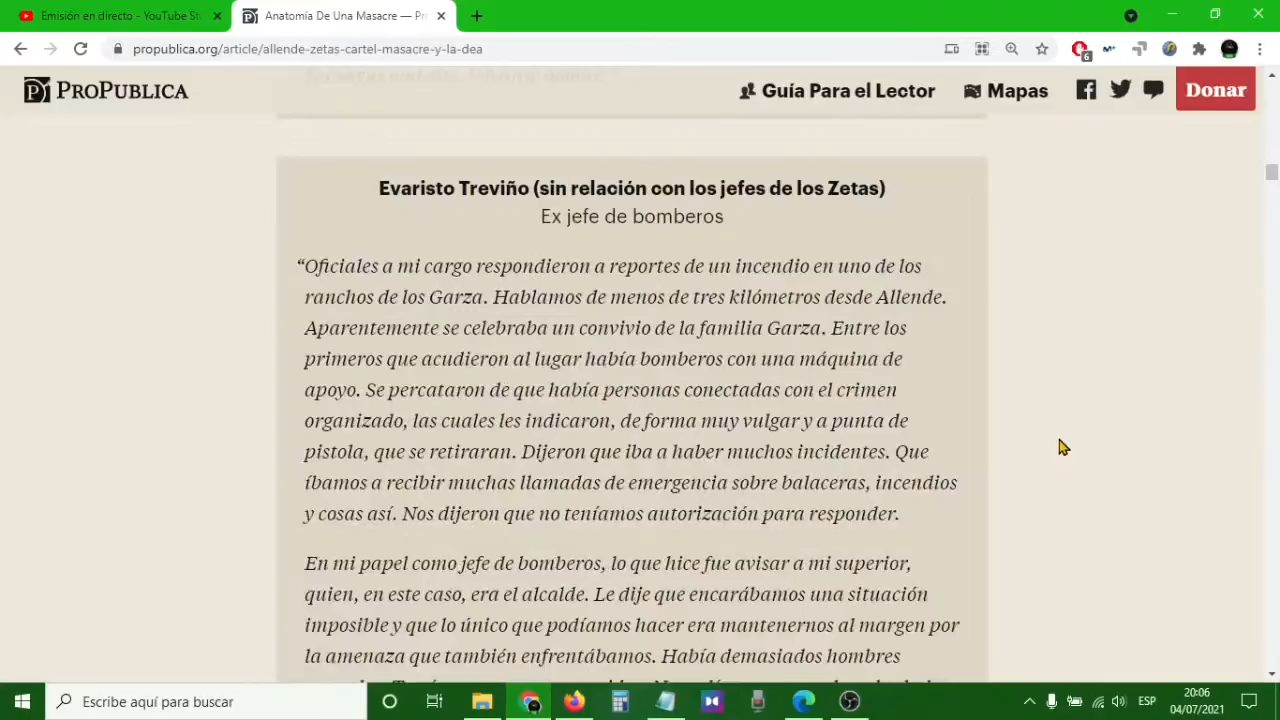 Emisión en directo - YouTube St
Anatomía De Una Masacre — Pr
propublica.org/article/allende-zetas-cartel-masacre-y-la-dea
6
PROPUBLICA
Guía Para el Lector
Mapas
Donar
Evaristo Treviño (sin relación con los jefes de los Zetas)
Ex jefe de bomberos
“Oficiales a mi cargo respondieron a reportes de un incendio en uno de los
ranchos de los Garza. Hablamos de menos de tres kilómetros desde Allende.
Aparentemente se celebraba un convivio de la familia Garza. Entre los
primeros que acudieron al lugar había bomberos con una máquina de
apoyo. Se percataron de que había personas conectadas con el crimen
organizado, las cuales les indicaron, de forma muy vulgar y a punta de
pistola, que se retiraran. Dijeron que iba a haber muchos incidentes. Que
íbamos a recibir muchas llamadas de emergencia sobre balaceras, incendios
y cosas así. Nos dijeron que no teníamos autorización para responder.
En mi papel como jefe de bomberos, lo que hice fue avisar a mi superior,
quien, en este caso, era el alcalde. Le dije que encarábamos una situación
imposible y que lo único que podíamos hacer era mantenernos al margen por
la amenaza que también enfrentábamos. Había demasiados hombres
Escribe aquí para buscar
ESP
20:06
04/07/2021